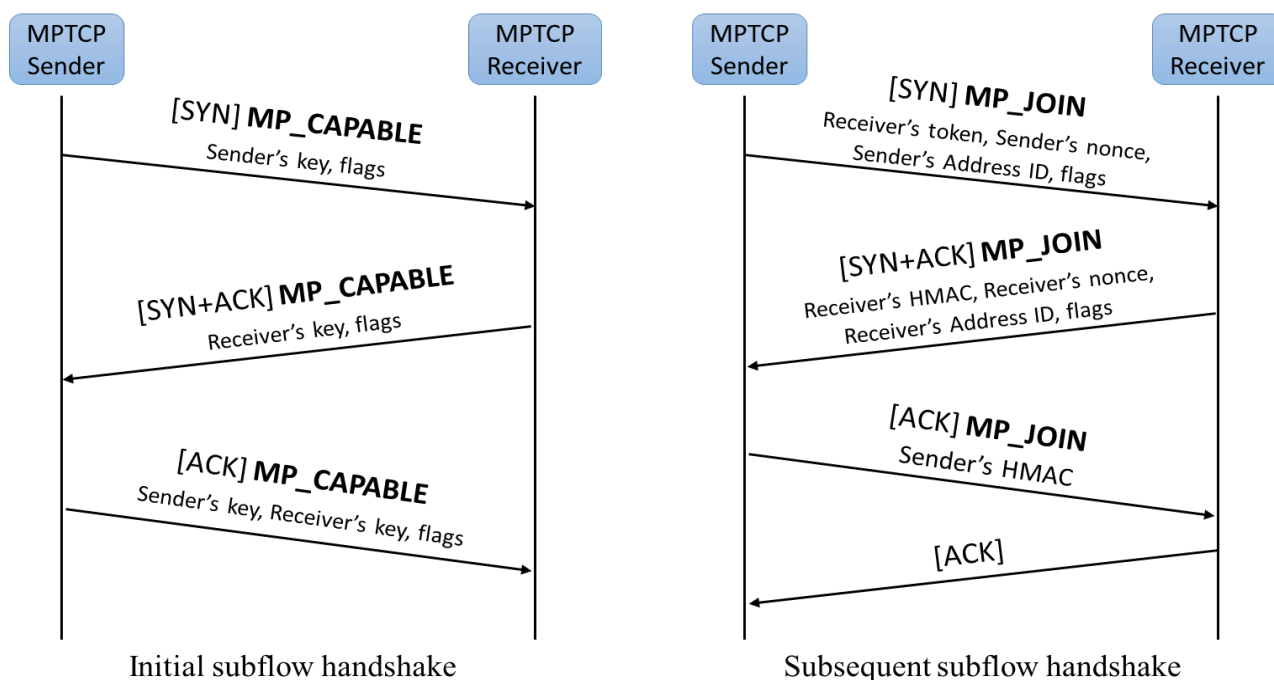 MPTCP
Sender
MPTCP
Receiver
[SYN] MP_CAPABLE
Sender’s key, flags
[SYN+ACK] MP_CAPABLE
Receiver’s key, flags
[ACK] MP_CAPABLE
Sender’s key, Receiver’s key, flags
Initial subflow handshake
MPTCP
Sender
MPTCP
Receiver
[SYN] MP_JOIN
Receiver’s token, Sender’s nonce,
Sender’s Address ID, flags
[SYN+ACK] MP_JOIN
Receiver’s HMAC, Receiver’s nonce,
Receiver’s Address ID, flags
[ACK] MP_JOIN
Sender’s HMAC
[ACK]
Subsequent subflow handshake